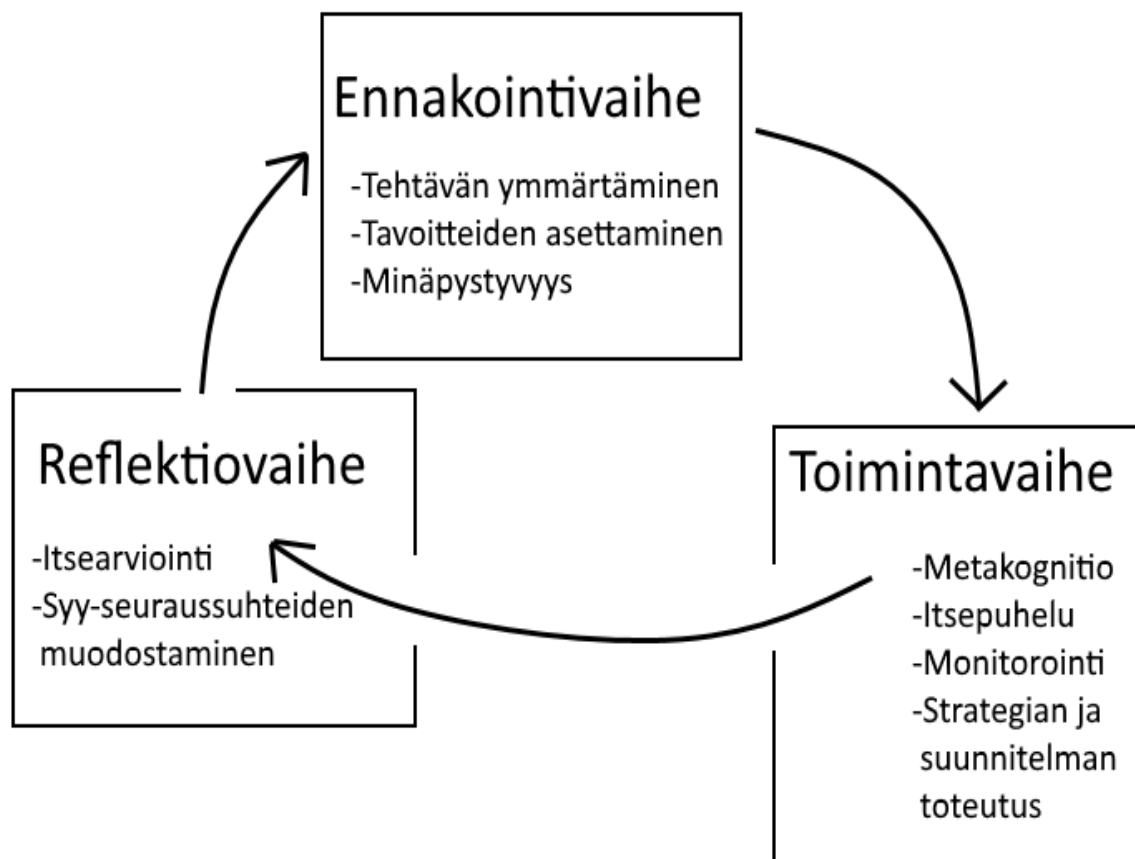 Ennakointivaihe
-Tehtävän ymmärtäminen
-Tavoitteiden asettaminen
-Minäpystyvyys
Toimintavaihe
-Metakognitio
-Itsepuhelu
-Monitorointi
-Strategian ja
suunnitelman
toteutus
Reflektiovaihe
-Itsearviointi
-Syy-seuraussuhteiden
muodostaminen